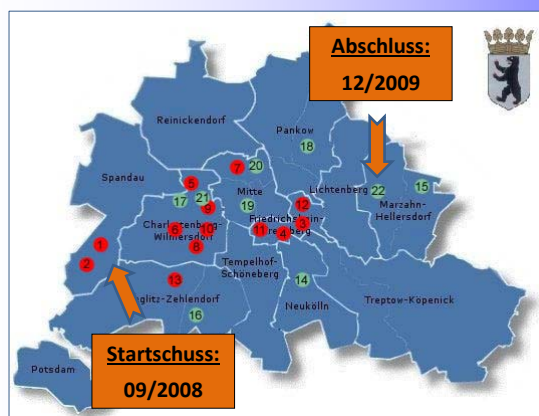 Abschluss:
12/2009
Reinickendorf
Pankow
18
Spandau
7
20
5
Mitte
Lichtenberg
22
15
17
21
9
19
12
Marzahn-
Hellersdorf
Friedrichshain-
3
6
10
11
4
Wilmersdorf
1
8
2
Tempelhof-
Schöneberg
13
14
Zehlendorf
Neukölln
Treptow-Köpenick
16
Startschuss:
09/2008
Potsdam